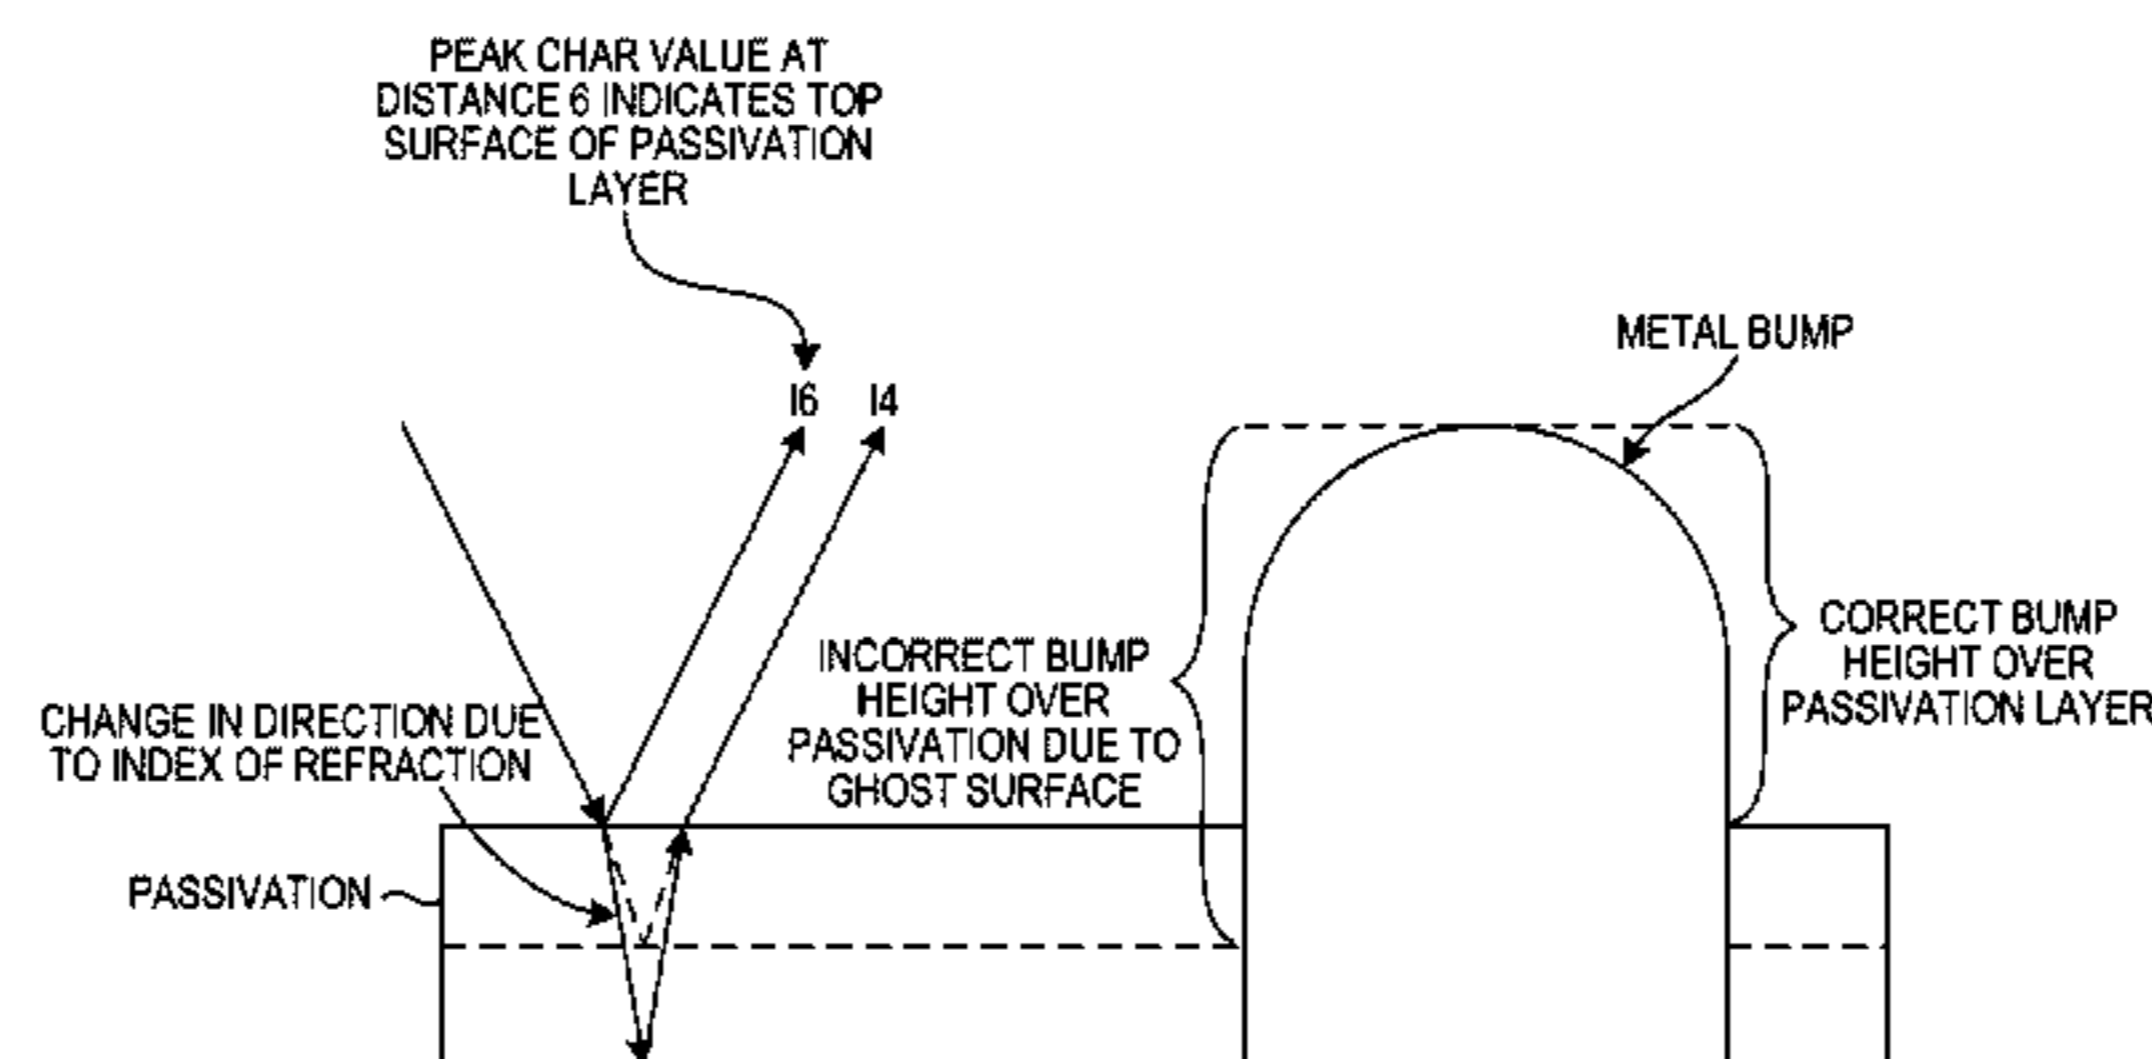 PEAK CHAR VALUE AT
DISTANCE 6 INDICATES TOP
SURFACE OF PASSIVATION
LAYER
METAL BUMP
I6
I4
CORRECT BUMP
HEIGHT OVER
PASSIVATION LAYER
INCORRECT BUMP
HEIGHT OVER
PASSIVATION DUE TO
GHOST SURFACE
CHANGE IN DIRECTION DUE
TO INDEX OF REFRACTION
PASSIVATION